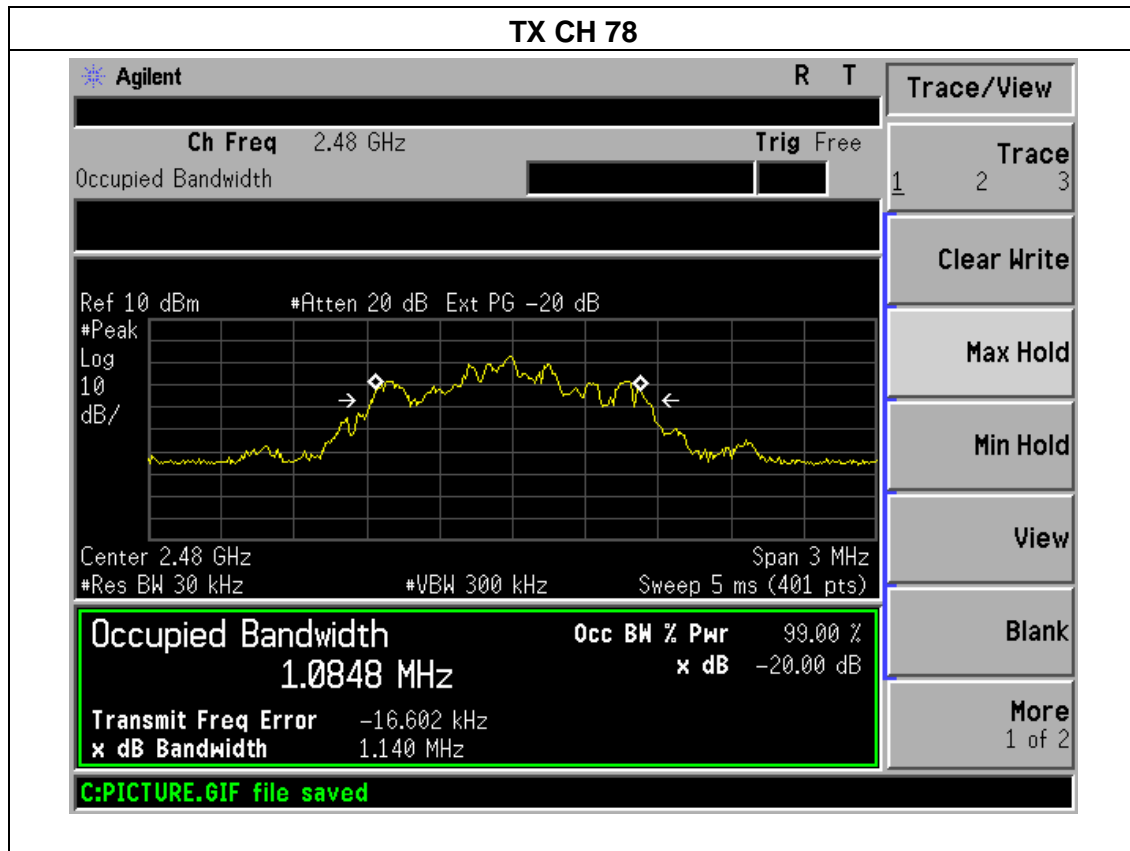 TX CH 78
Agilent R T
Ch Freq 2.48 GHz Trig Free
Occupied Bandwidth
Ref 10 dBm #Atten 20 dB Ext PG -20 dB
#Peak
Log
10
dB/
Center 2.48 GHz Span 3 MHz
#Res BW 30 kHz #VBW 300 kHz Sweep 5 ms (401 pts)
Occupied Bandwidth Occ BW % Pwr 99.00 %
1.0848 MHz x dB -20.00 dB
Transmit Freq Error -16.602 kHz
x dB Bandwidth 1.140 MHz
C:PICTURE.GIF file saved
Trace/View
Trace
1 2 3
Clear Write
Max Hold
Min Hold
View
Blank
More
1 of 2